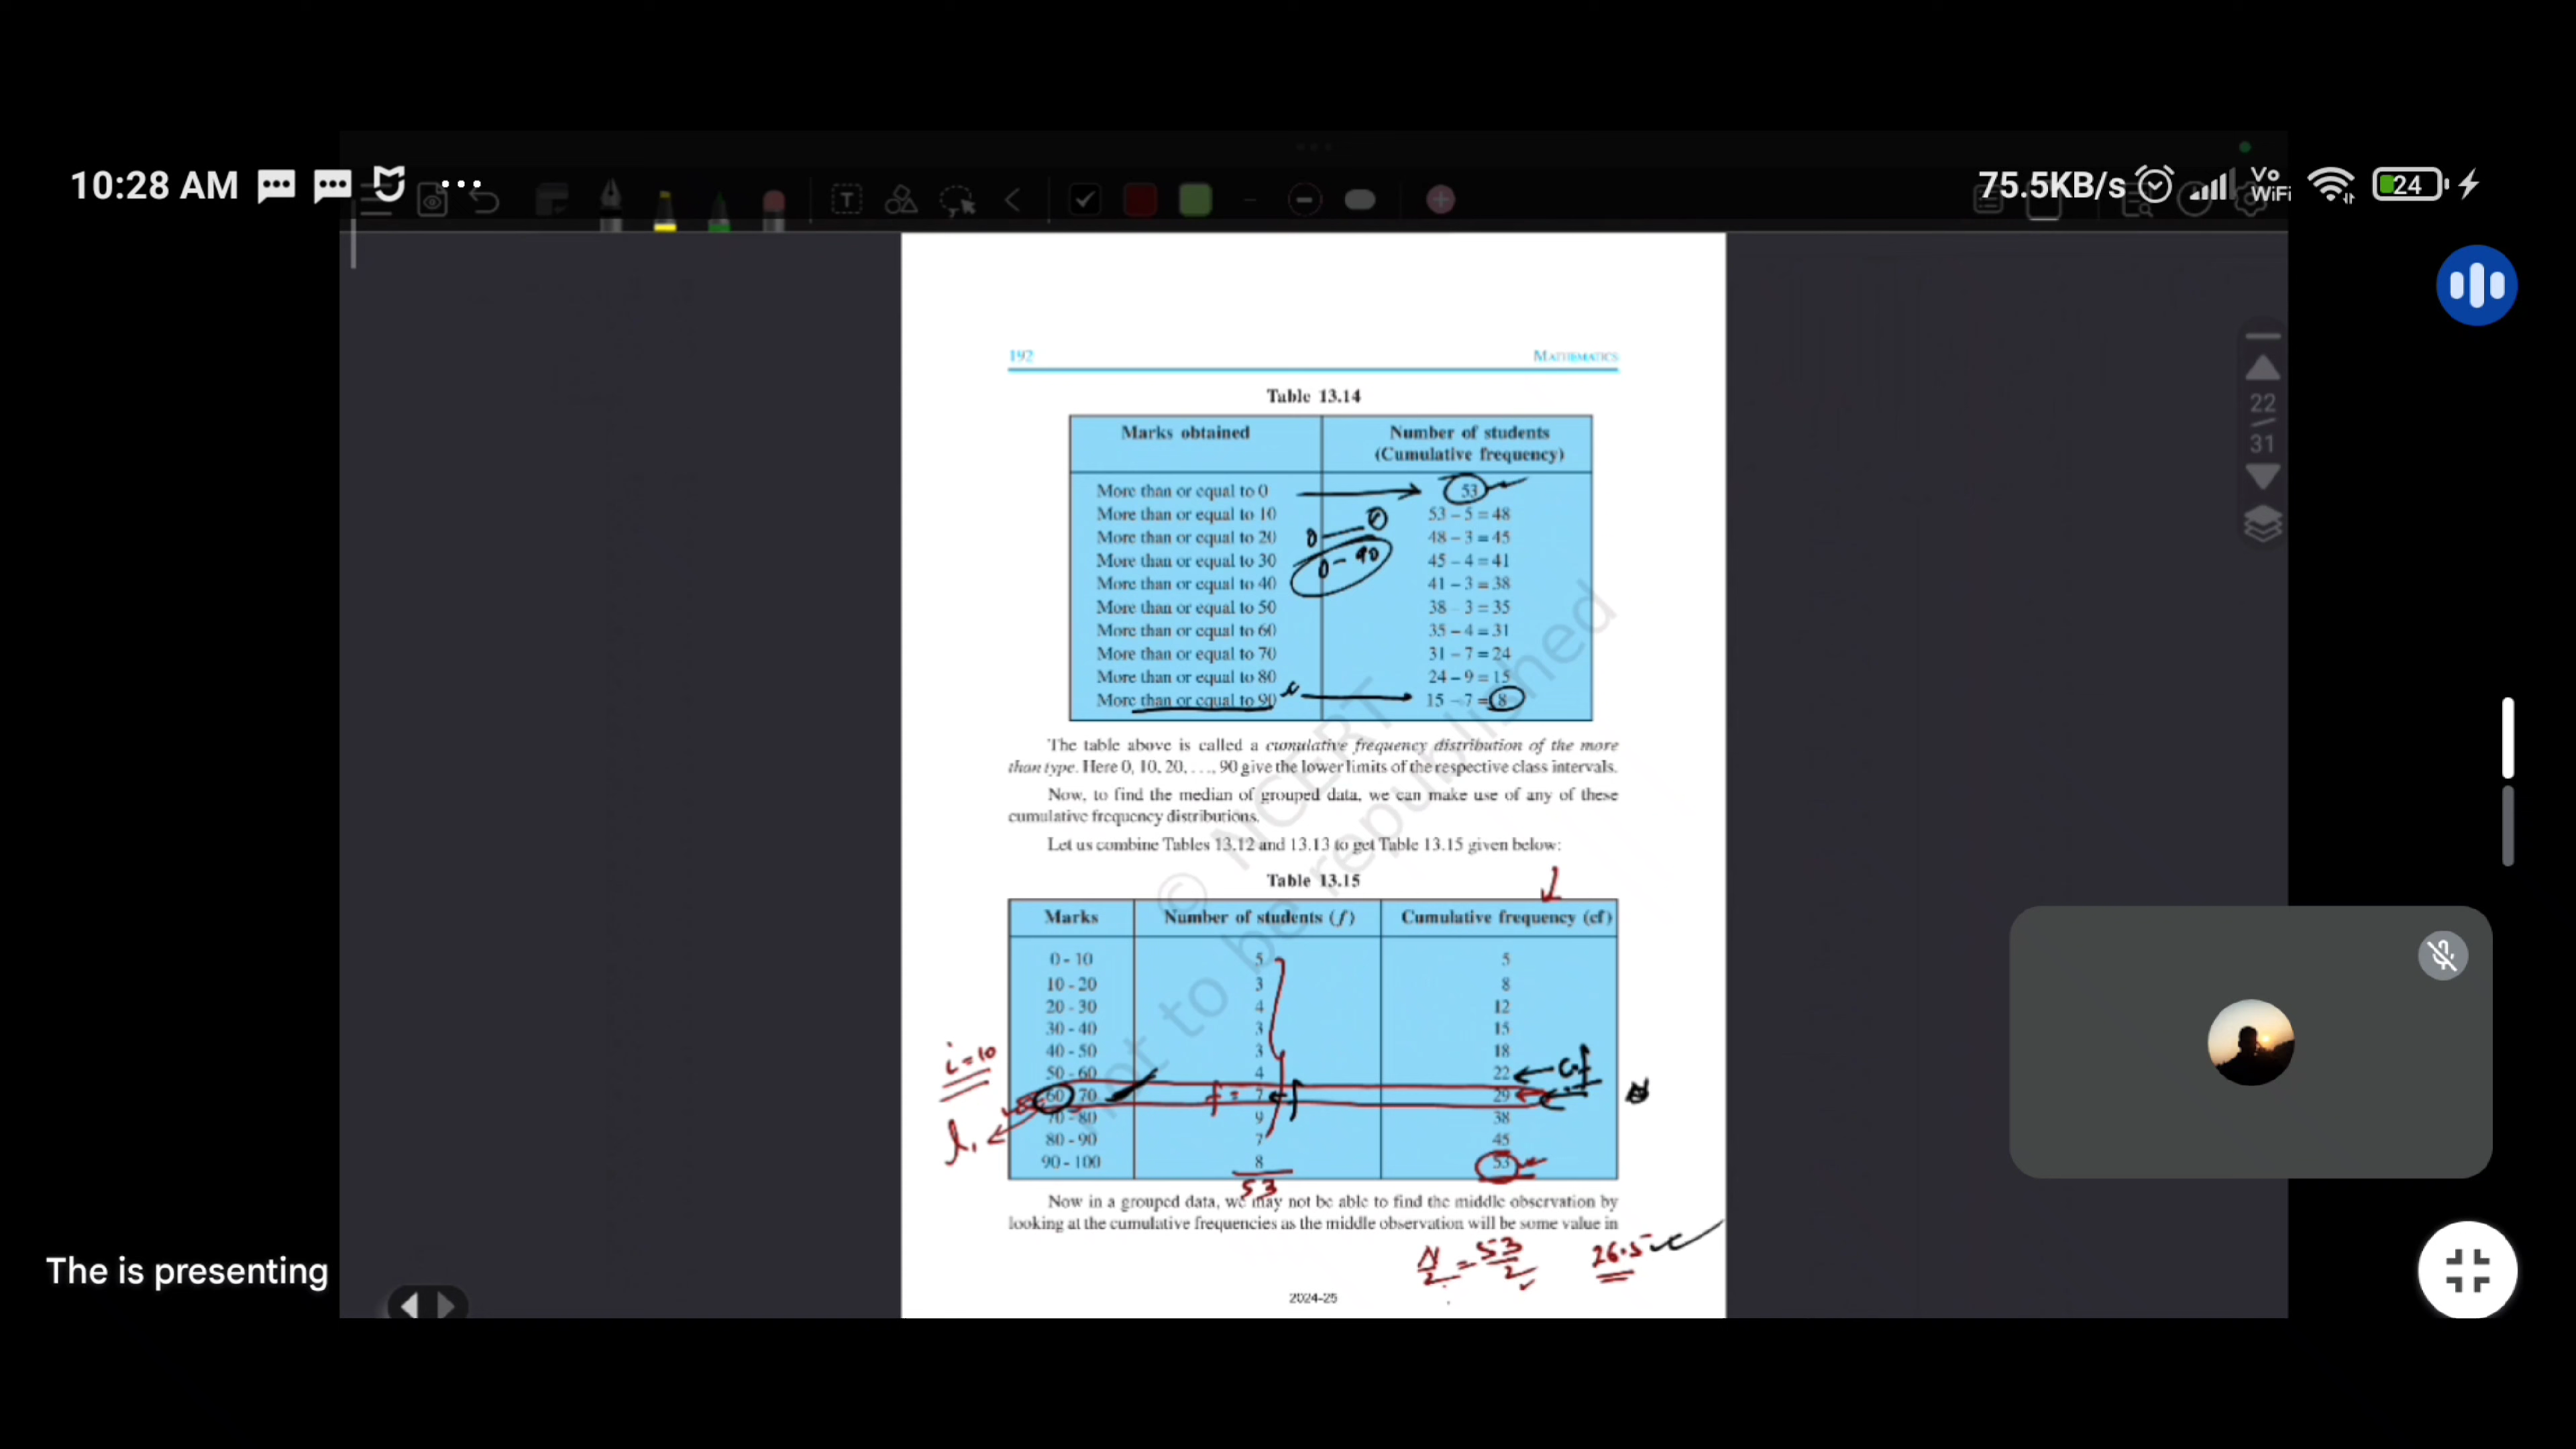 10:28 AM
75.5KB/s Vo WiFi 24
192 MATHEMATICS
Table 13.14
Marks obtained Number of students (Cumulative frequency)
More than or equal to 0 53
More than or equal to 10 53 – 5 = 48
More than or equal to 20 48 – 3 = 45
More than or equal to 30 0 - 90 45 – 4 = 41
More than or equal to 40 41 – 3 = 38
More than or equal to 50 38 – 3 = 35
More than or equal to 60 35 – 4 = 31
More than or equal to 70 31 – 7 = 24
More than or equal to 80 24 – 9 = 15
More than or equal to 90 15 – 7 = 8
The table above is called a cumulative frequency distribution of the more
than type. Here 0, 10, 20, . . ., 90 give the lower limits of the respective class intervals.
Now, to find the median of grouped data, we can make use of any of these
cumulative frequency distributions.
Let us combine Tables 13.12 and 13.13 to get Table 13.15 given below:
Table 13.15
Marks Number of students (f) Cumulative frequency (cf)
0 - 10 5 5
10 - 20 3 8
20 - 30 4 12
30 - 40 3 15
40 - 50 3 18
i = 10
50 - 60 4 22 cf
60 - 70 f = 7 f 29
70 - 80 9 38
l₁
80 - 90 7 45
90 - 100 8 53
53
Now in a grouped data, we may not be able to find the middle observation by
looking at the cumulative frequencies as the middle observation will be some value in
N/2 = 53/2 26.5
2024-25
© NCERT
not to be republished
22
31
The is presenting